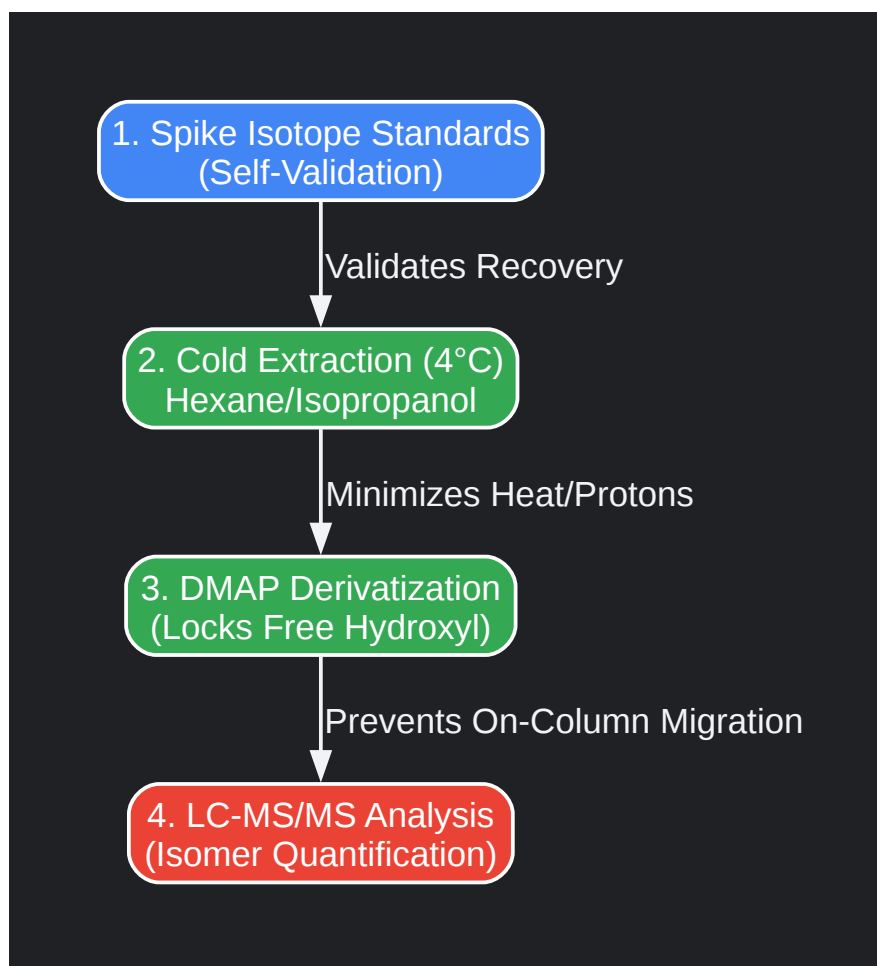 1. Spike Isotope Standards
(Self-Validation)
Validates Recovery
2. Cold Extraction (4°C)
Hexane/Isopropanol
Minimizes Heat/Protons
3. DMAP Derivatization
(Locks Free Hydroxyl)
Prevents On-Column Migration
4. LC-MS/MS Analysis
(Isomer Quantification)